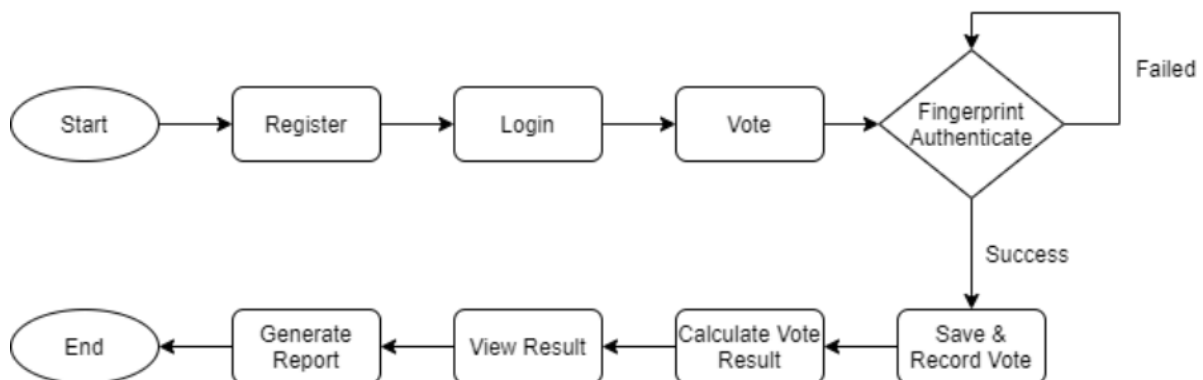 Start
Register
Login
Vote
Fingerprint
Authenticate
Failed
Success
End
Generate
Report
View Result
Calculate Vote
Result
Save &
Record Vote